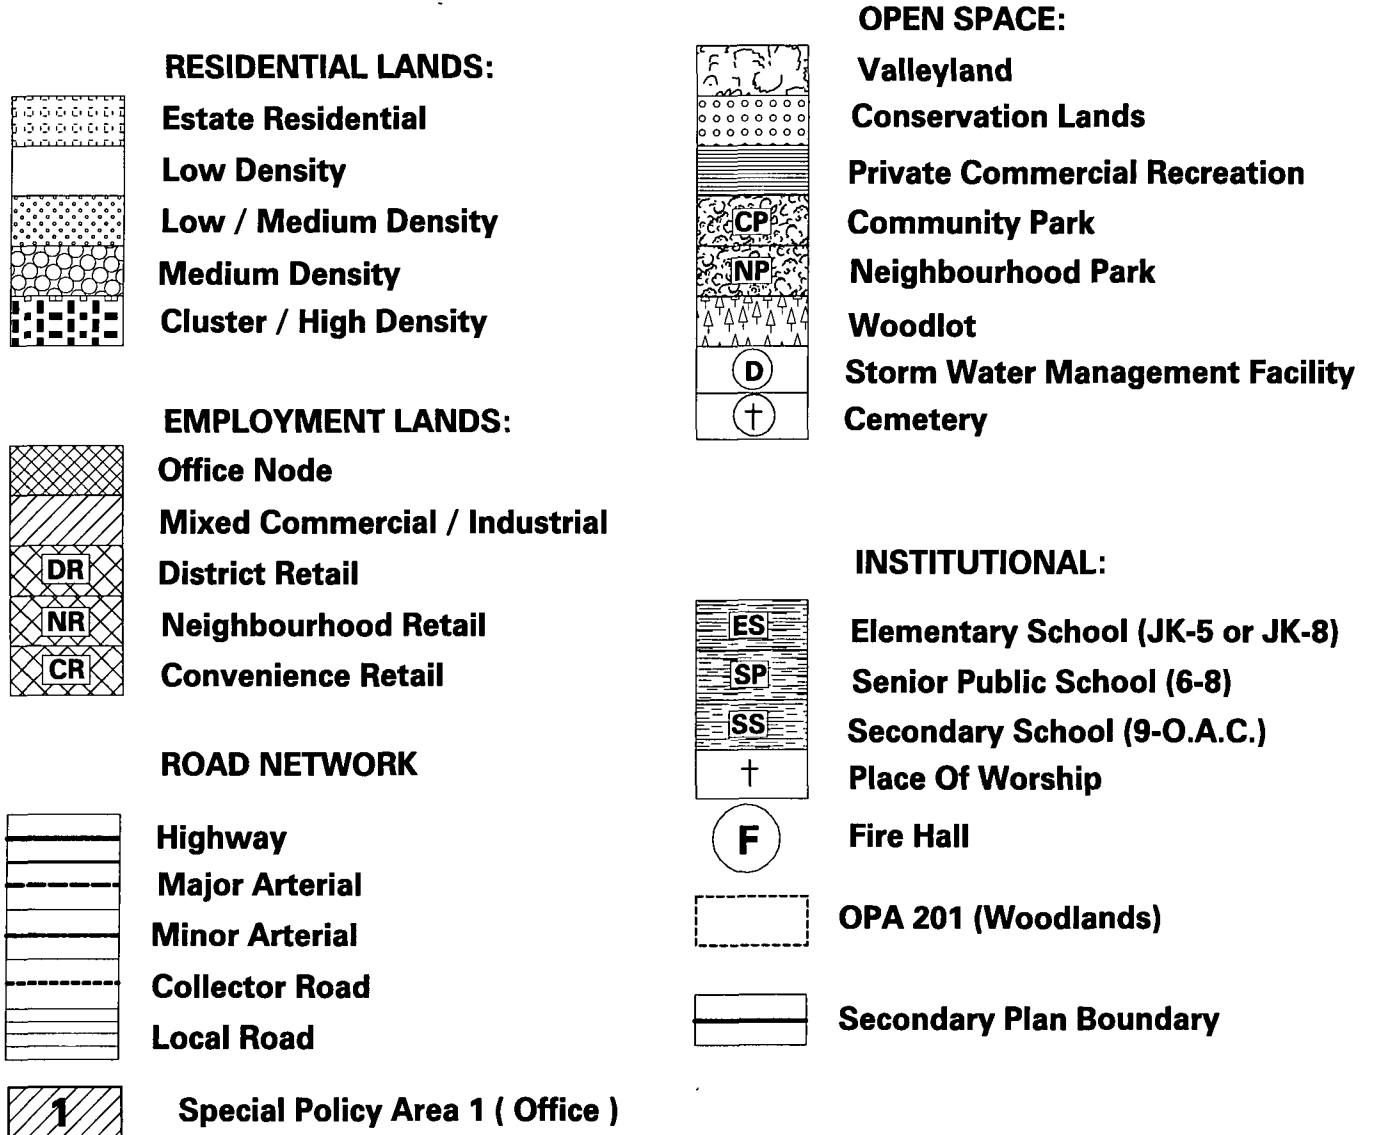 RESIDENTIAL LANDS:
Estate Residential
Low Density
Low / Medium Density
Medium Density
Cluster / High Density
EMPLOYMENT LANDS:
Office Node
Mixed Commercial / Industrial
DR District Retail
NR Neighbourhood Retail
CR Convenience Retail
ROAD NETWORK
Highway
Major Arterial
Minor Arterial
Collector Road
Local Road
1 Special Policy Area 1 ( Office )
OPEN SPACE:
Valleyland
Conservation Lands
Private Commercial Recreation
CP Community Park
NP Neighbourhood Park
Woodlot
D Storm Water Management Facility
† Cemetery
INSTITUTIONAL:
ES Elementary School (JK-5 or JK-8)
SP Senior Public School (6-8)
SS Secondary School (9-O.A.C.)
† Place Of Worship
F Fire Hall
OPA 201 (Woodlands)
Secondary Plan Boundary